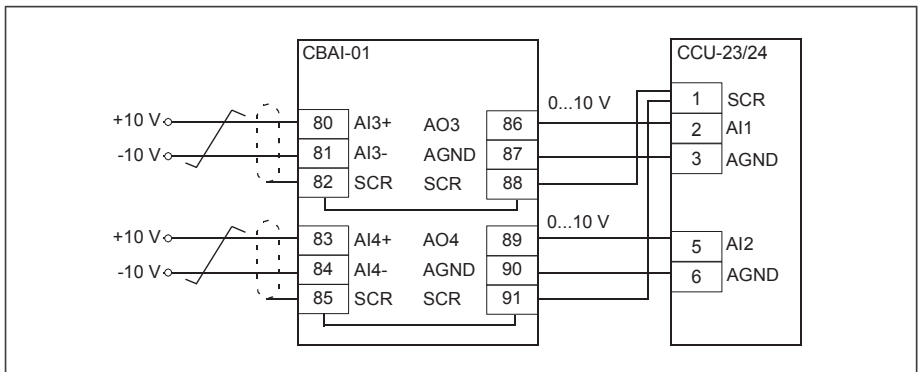 CBAI-01
CCU-23/24
+10 V
80 AI3+ AO3 86
0...10 V
1 SCR
2 AI1
-10 V
81 AI3- AGND 87
3 AGND
82 SCR SCR 88
+10 V
83 AI4+ AO4 89
0...10 V
5 AI2
-10 V
84 AI4- AGND 90
6 AGND
85 SCR SCR 91